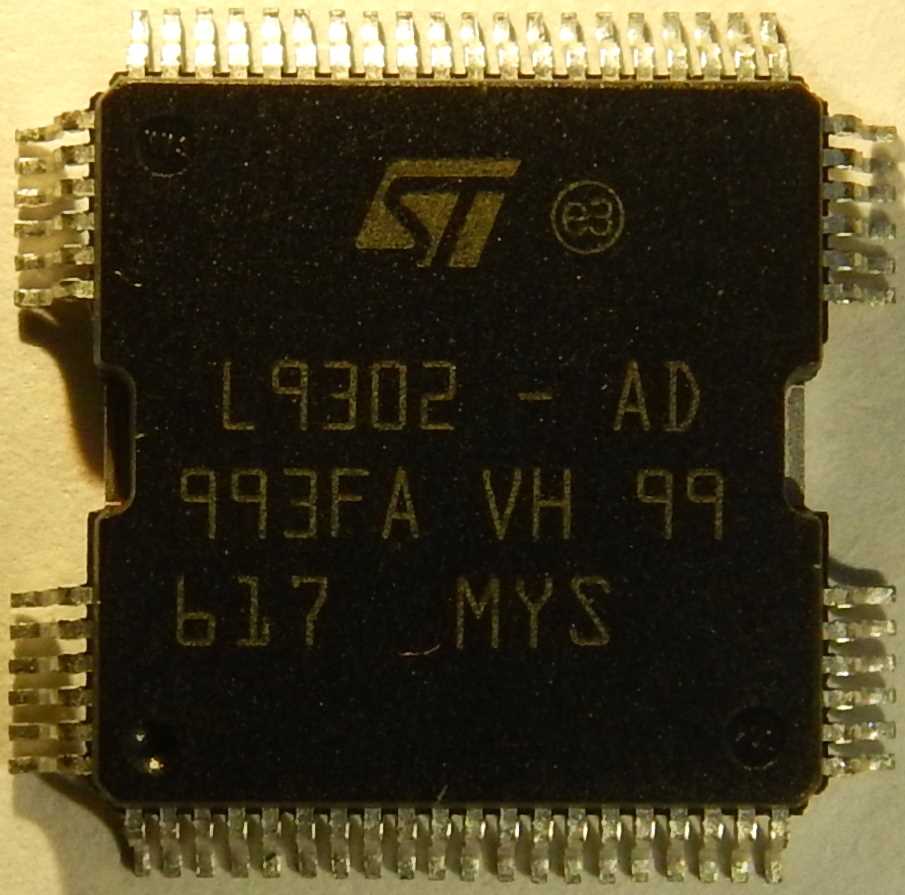 ST e3
L9302 - AD
993FA VH 99
617 MYS